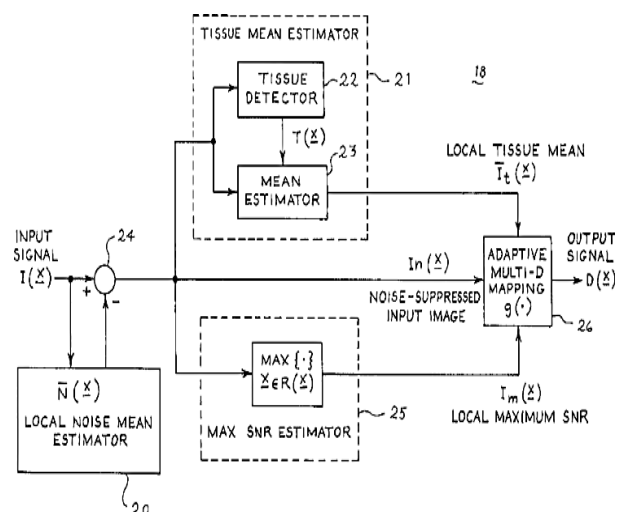 TISSUE MEAN ESTIMATOR
18
TISSUE
DETECTOR
22
21
T(x)
23
MEAN
ESTIMATOR
LOCAL TISSUE MEAN
Īt(x)
INPUT
SIGNAL
I(x)
24
+
-
In(x)
NOISE-SUPPRESSED
INPUT IMAGE
ADAPTIVE
MULTI-D
MAPPING
g(·)
OUTPUT
SIGNAL
D(x)
26
N̄(x)
LOCAL NOISE MEAN
ESTIMATOR
20
MAX {·}
x∈R(x)
25
MAX SNR ESTIMATOR
Im(x)
LOCAL MAXIMUM SNR